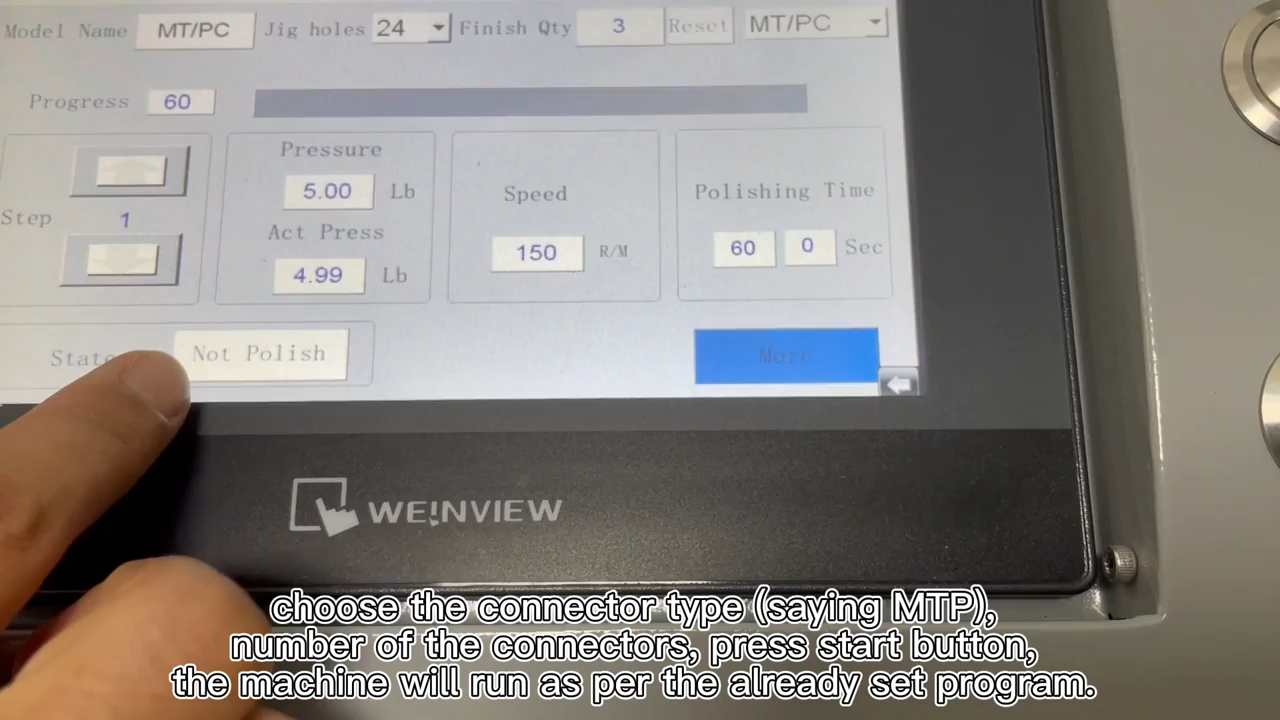 Model Name MT/PC Jig holes 24 Finish Qty 3 Reset MT/PC
Progress 60
Pressure
5.00 Lb
Step 1
Act Press
4.99 Lb
Speed
150 R/M
Polishing Time
60 0 Sec
State Not Polish
More
WE!NVIEW
choose the connector type (saying MTP),
number of the connectors, press start button,
the machine will run as per the already set program.